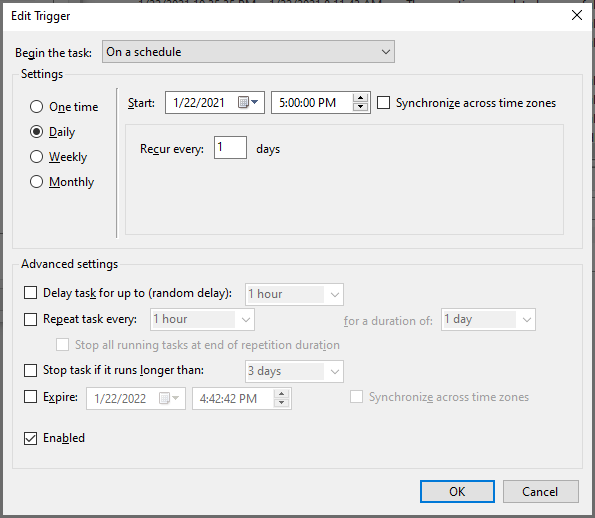 Edit Trigger
Begin the task: On a schedule
Settings
One time
Daily
Weekly
Monthly
Start: 1/22/2021 5:00:00 PM Synchronize across time zones
Recur every: 1 days
Advanced settings
Delay task for up to (random delay): 1 hour
Repeat task every: 1 hour for a duration of: 1 day
Stop all running tasks at end of repetition duration
Stop task if it runs longer than: 3 days
Expire: 1/22/2022 4:42:42 PM Synchronize across time zones
Enabled
OK Cancel